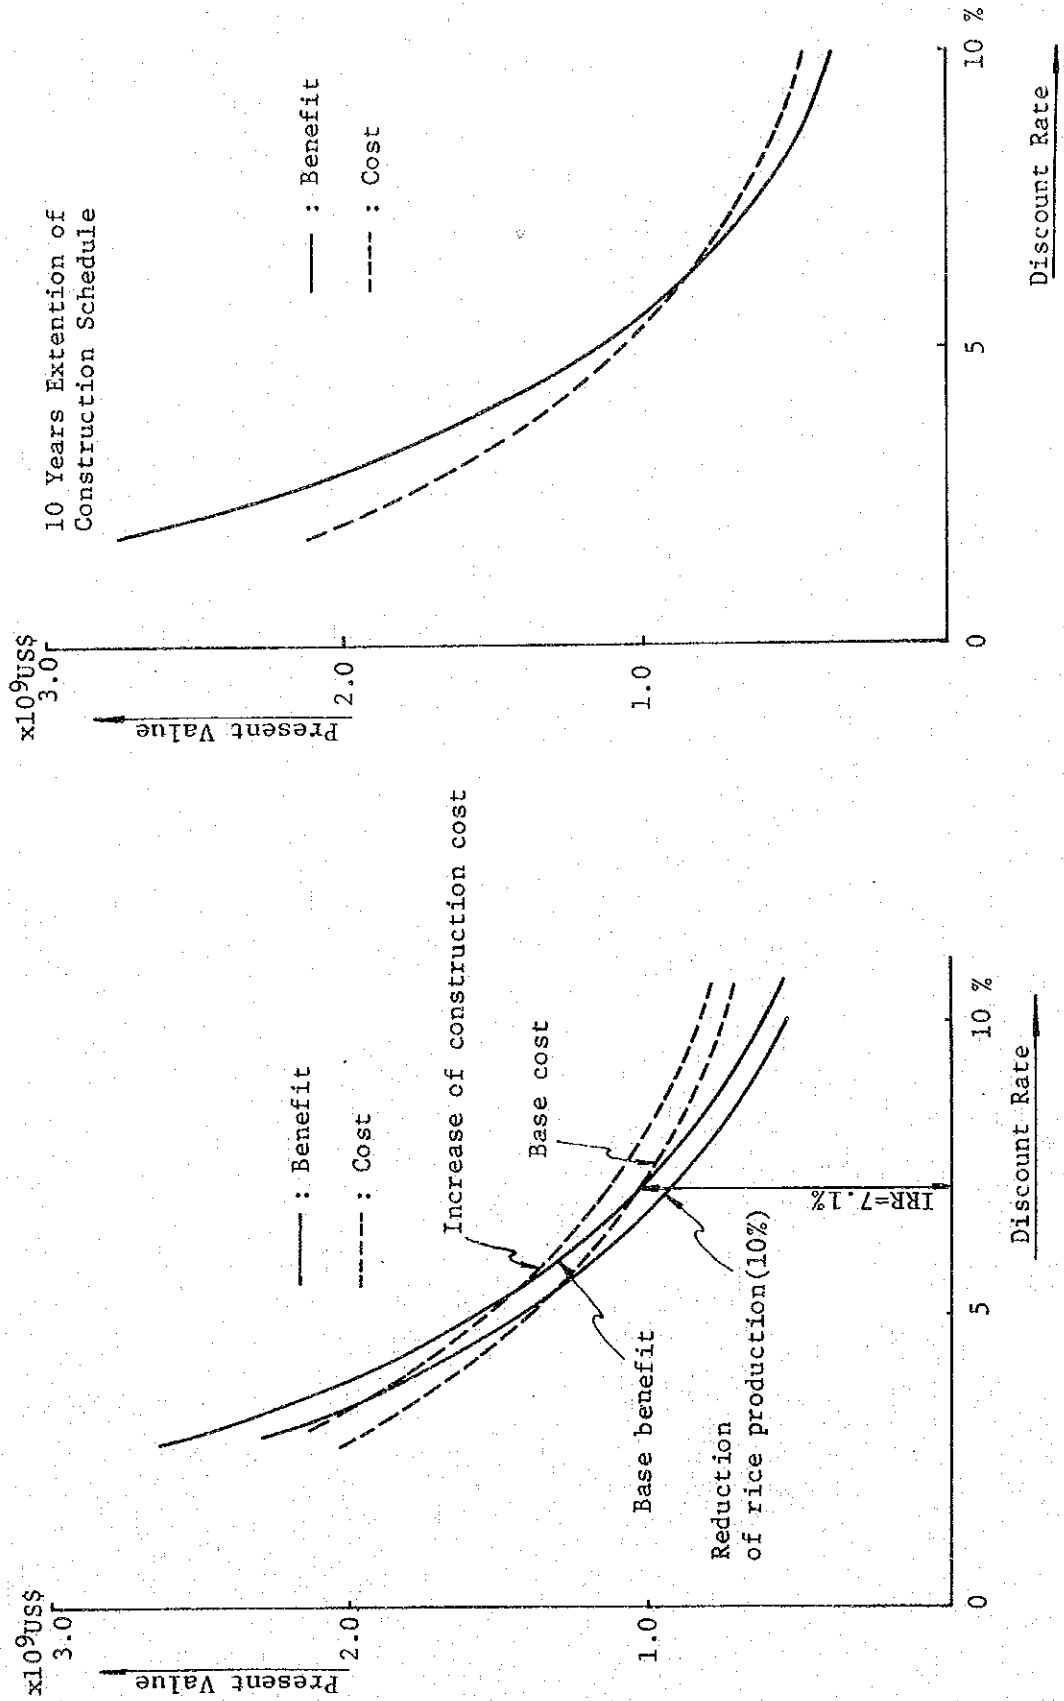 x10⁹US$
3.0
Present Value
2.0
1.0
0
5
10 %
Discount Rate
: Benefit
: Cost
Increase of construction cost
Base cost
Base benefit
Reduction
of rice production(10%)
IRR=7.1%
10 Years Extention of
Construction Schedule
x10⁹US$
3.0
Present Value
2.0
1.0
0
5
10 %
Discount Rate
: Benefit
: Cost